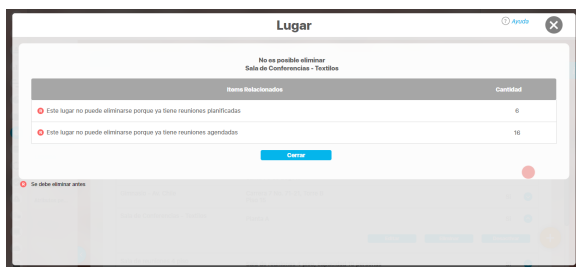 Lugar
? Ayuda
No es posible eliminar
Sala de Conferencias - Textilos
Items Relacionados
Cantidad
Este lugar no puede eliminarse porque ya tiene reuniones planificadas
6
Este lugar no puede eliminarse porque ya tiene reuniones agendadas
16
Cerrar
Se debe eliminar antes